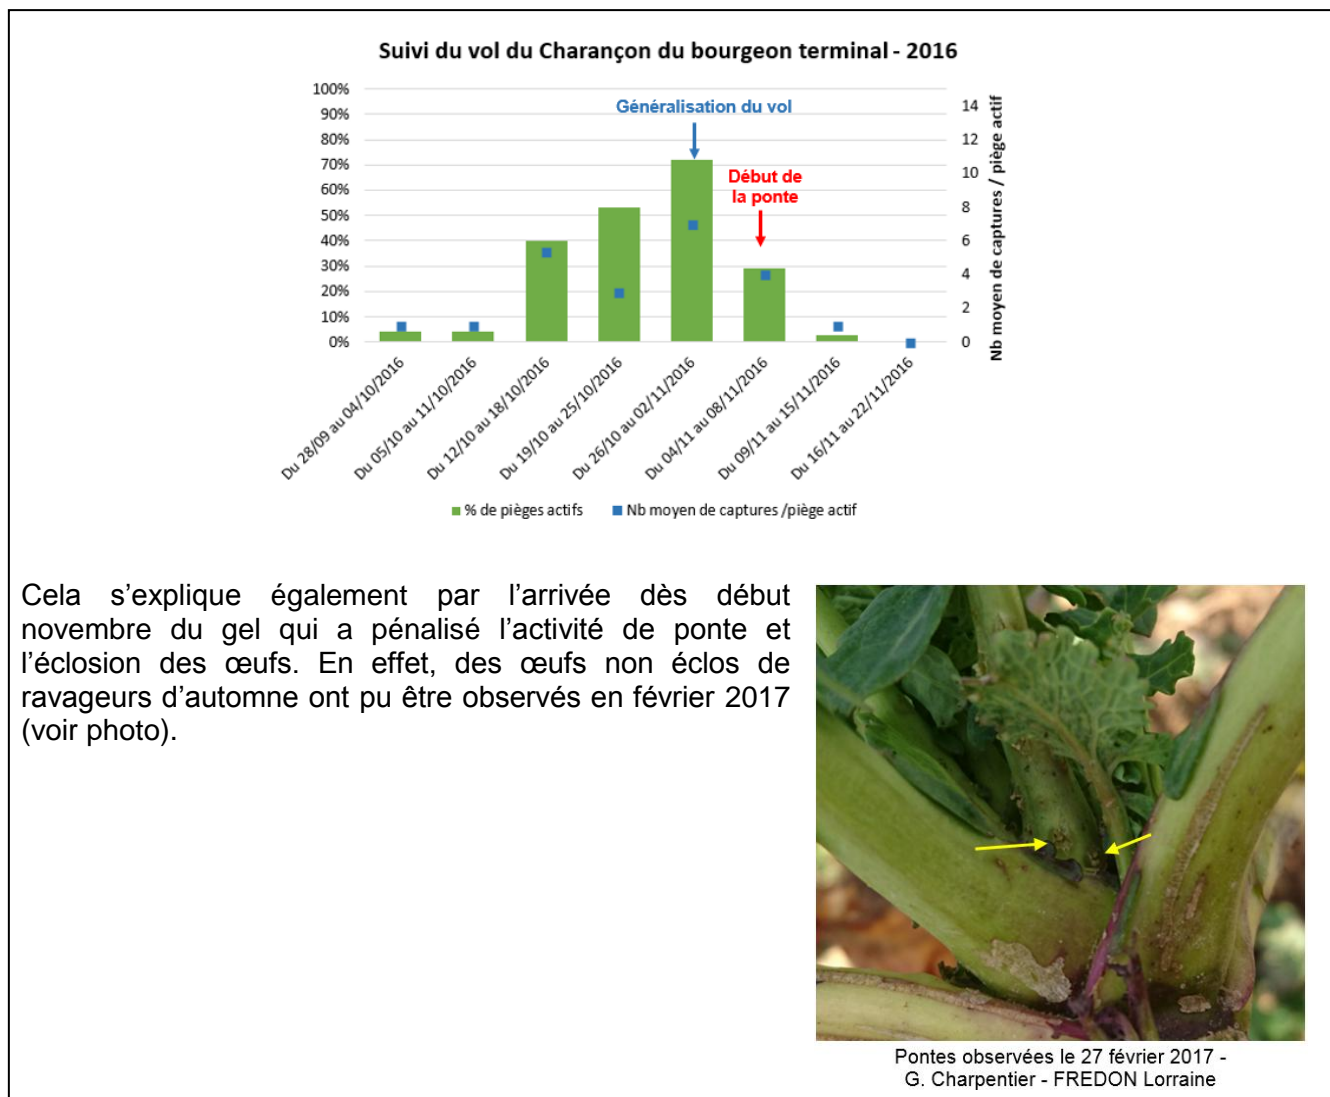 Suivi du vol du Charançon du bourgeon terminal - 2016
100%
90%
80%
70%
60%
50%
40%
30%
20%
10%
0%
Généralisation du vol
Début de
la ponte
14
12
10
8
6
4
2
0
Nb moyen de captures / piège actif
Du 28/09 au 04/10/2016
Du 05/10 au 11/10/2016
Du 12/10 au 18/10/2016
Du 19/10 au 25/10/2016
Du 26/10 au 02/11/2016
Du 04/11 au 08/11/2016
Du 09/11 au 15/11/2016
Du 16/11 au 22/11/2016
% de pièges actifs
Nb moyen de captures /piège actif
Cela s’explique également par l’arrivée dès début
novembre du gel qui a pénalisé l’activité de ponte et
l’éclosion des œufs. En effet, des œufs non éclos de
ravageurs d’automne ont pu être observés en février 2017
(voir photo).
Pontes observées le 27 février 2017 -
G. Charpentier - FREDON Lorraine